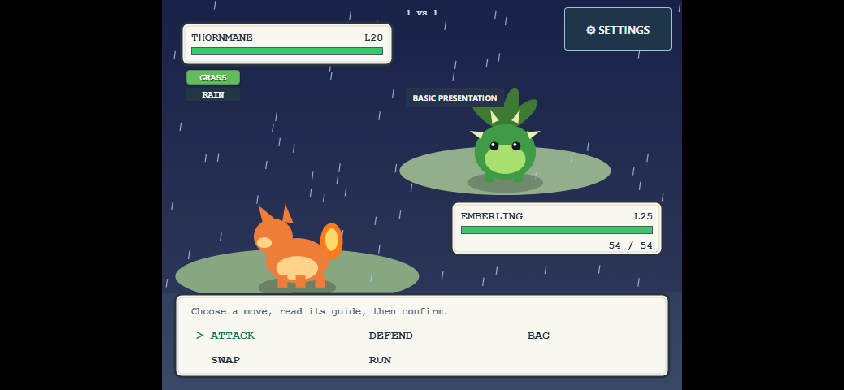 1 vs 1
⚙ SETTINGS
THORNMANE L20
GRASS
RAIN
BASIC PRESENTATION
EMBERLING L25
54 / 54
Choose a move, read its guide, then confirm.
> ATTACK DEFEND BAG
SWAP RUN